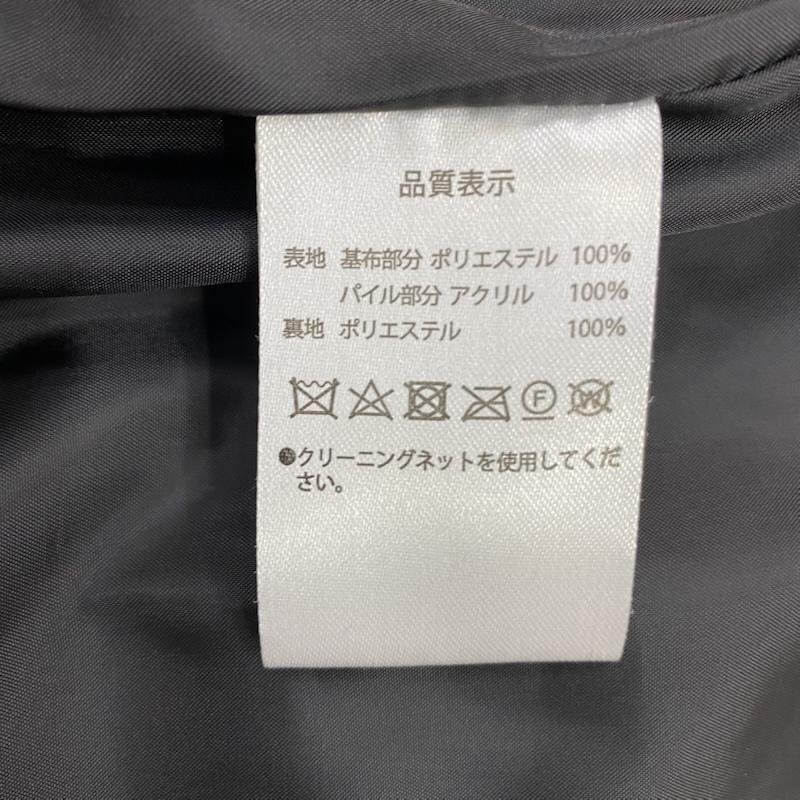 品質表示
表地 基布部分 ポリエステル 100%
パイル部分 アクリル 100%
裏地 ポリエステル 100%
F W
●クリーニングネットを使用してくだ
さい。